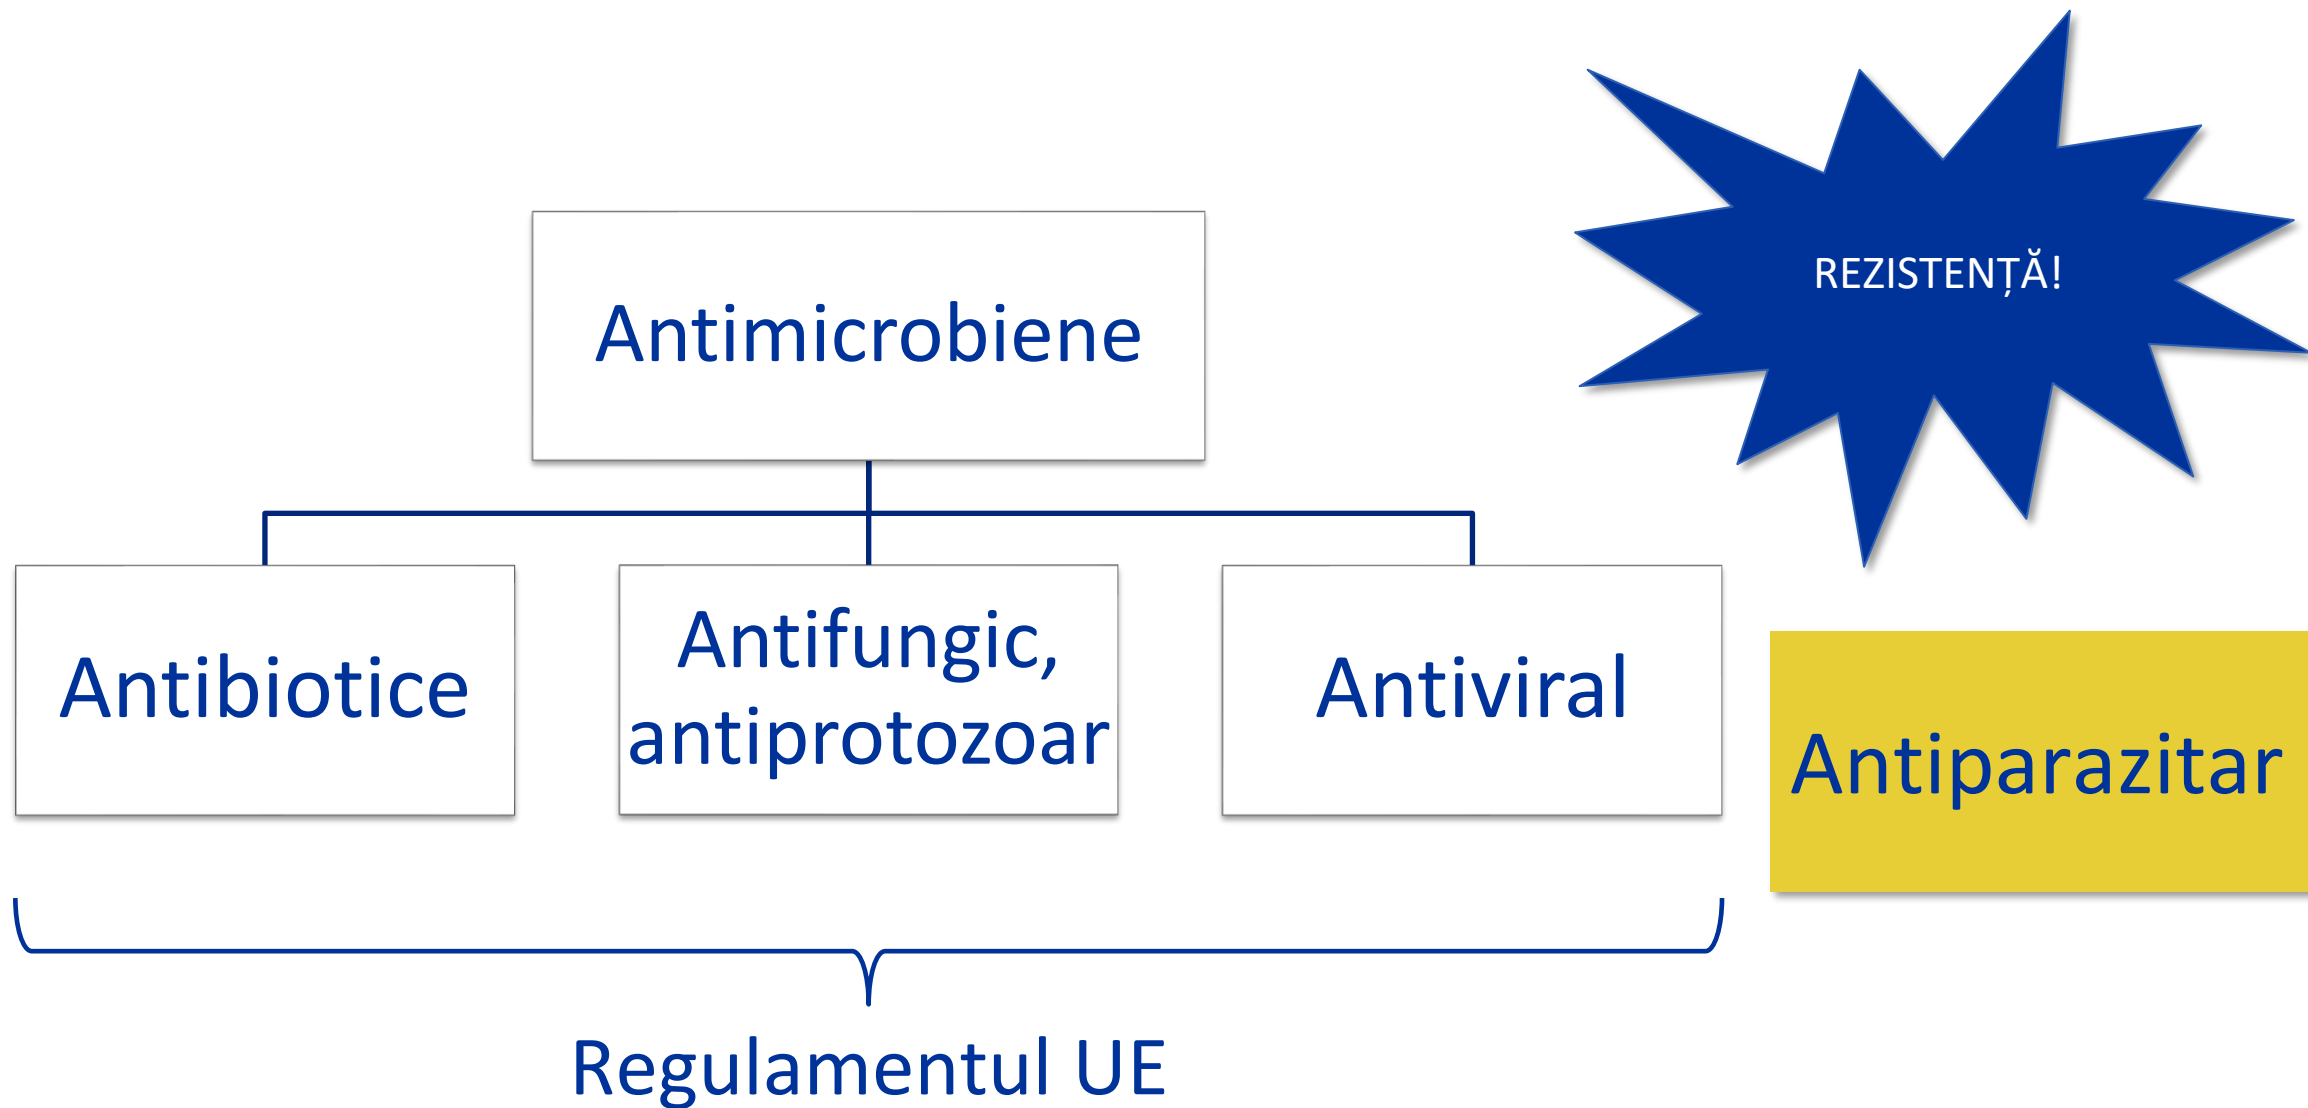 REZISTENȚĂ!
Antimicrobiene
Antibiotice
Antifungic,
antiprotozoar
Antiviral
Antiparazitar
Regulamentul UE